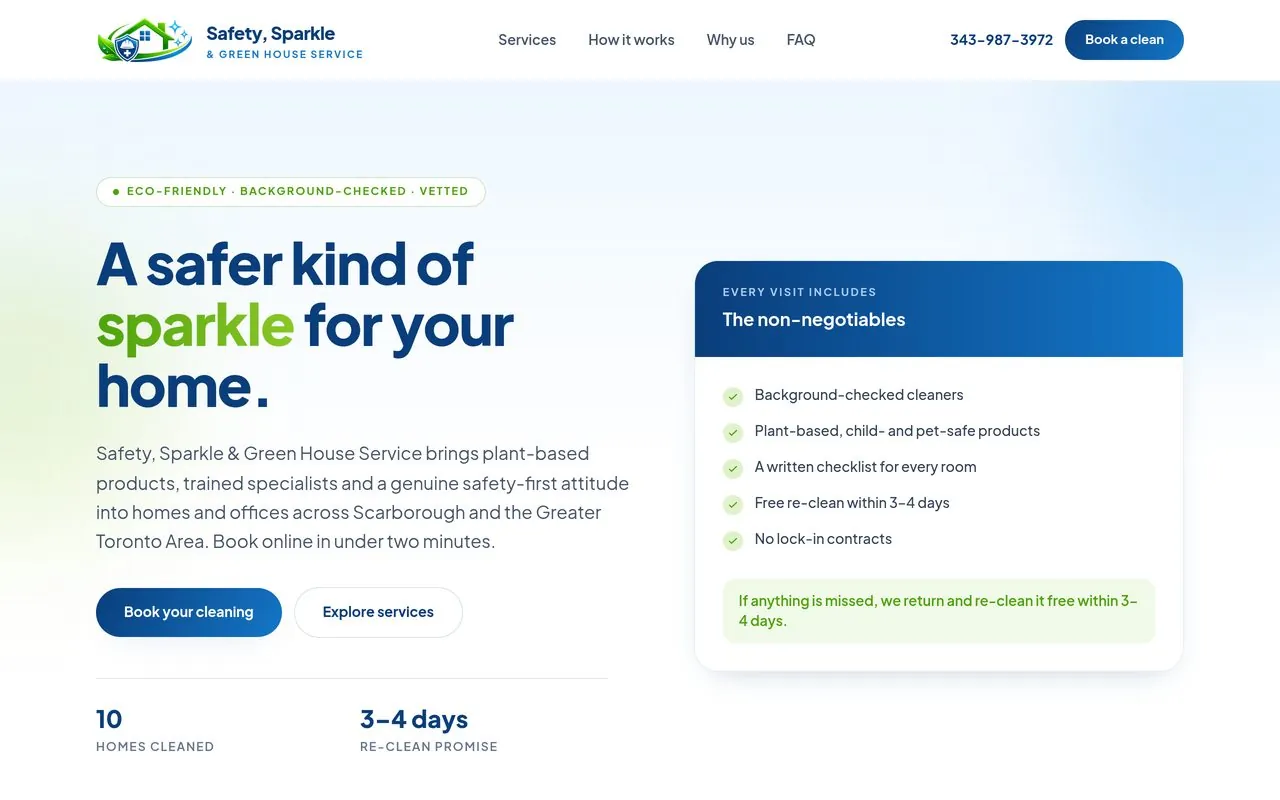 Safety, Sparkle
& GREEN HOUSE SERVICE
Services
How it works
Why us
FAQ
343-987-3972
Book a clean
ECO-FRIENDLY · BACKGROUND-CHECKED · VETTED
A safer kind of
sparkle for your
home.
Safety, Sparkle & Green House Service brings plant-based
products, trained specialists and a genuine safety-first attitude
into homes and offices across Scarborough and the Greater
Toronto Area. Book online in under two minutes.
Book your cleaning
Explore services
10
HOMES CLEANED
3–4 days
RE-CLEAN PROMISE
EVERY VISIT INCLUDES
The non-negotiables
Background-checked cleaners
Plant-based, child- and pet-safe products
A written checklist for every room
Free re-clean within 3–4 days
No lock-in contracts
If anything is missed, we return and re-clean it free within 3–
4 days.